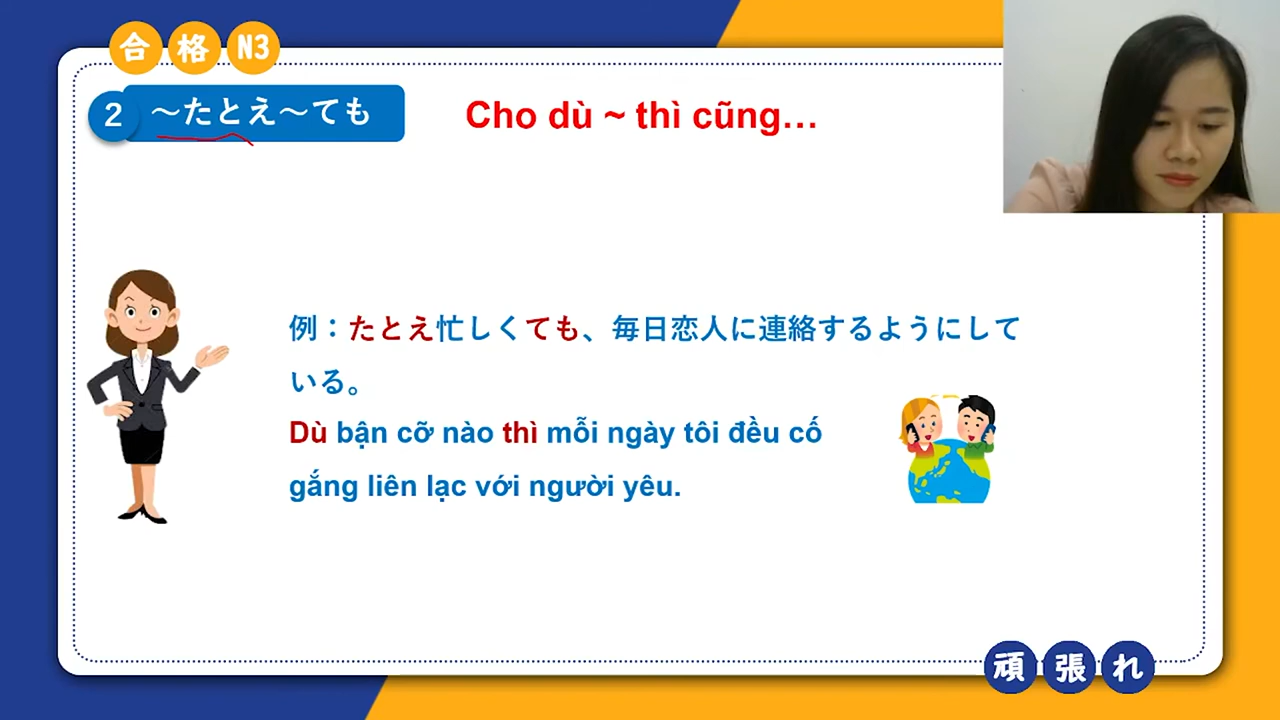 合格N3
2 ～たとえ～ても
Cho dù ~ thì cũng…
例：たとえ忙しくても、毎日恋人に連絡するようにして
いる。
Dù bận cỡ nào thì mỗi ngày tôi đều cố
gắng liên lạc với người yêu.
頑張れ